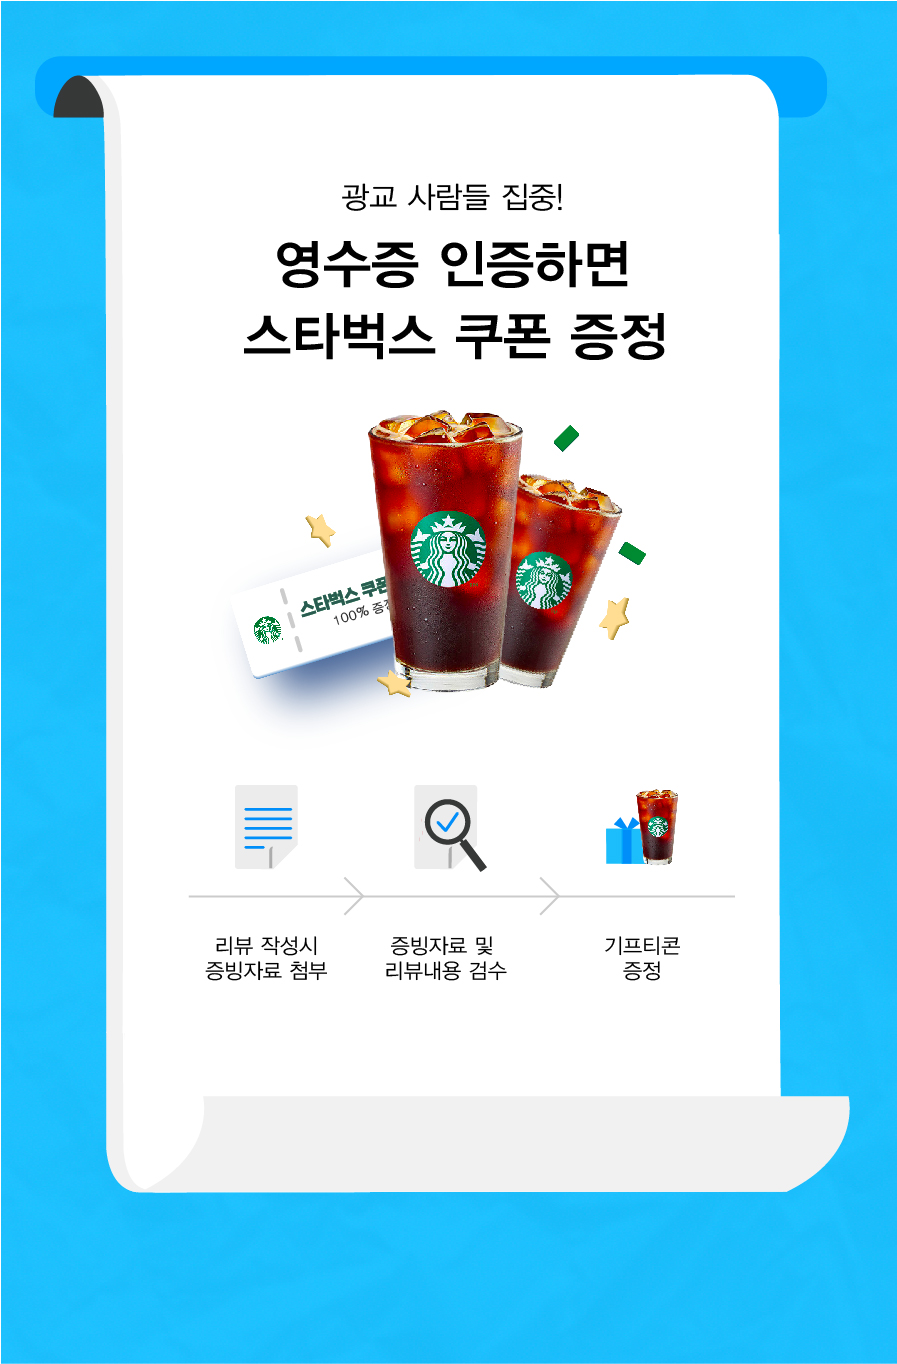 광교 사람들 집중!
영수증 인증하면
스타벅스 쿠폰 증정
스타벅스 쿠폰
100% 증정
리뷰 작성시
증빙자료 첨부
증빙자료 및
리뷰내용 검수
기프티콘
증정